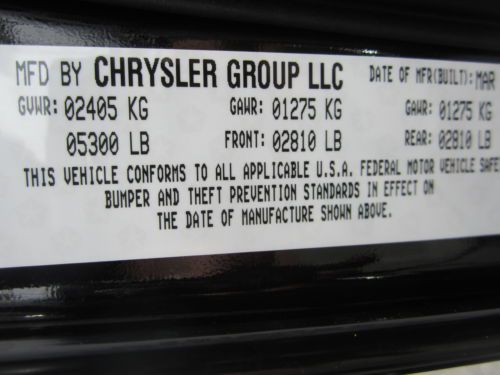 MFD BY CHRYSLER GROUP LLC DATE OF MFR(BUILT): MAR
GVWR: 02405 KG GAWR: 01275 KG GAWR: 01275 KG
05300 LB FRONT: 02810 LB REAR: 02810 LB
THIS VEHICLE CONFORMS TO ALL APPLICABLE U.S.A. FEDERAL MOTOR VEHICLE SAFE
BUMPER AND THEFT PREVENTION STANDARDS IN EFFECT ON
THE DATE OF MANUFACTURE SHOWN ABOVE.